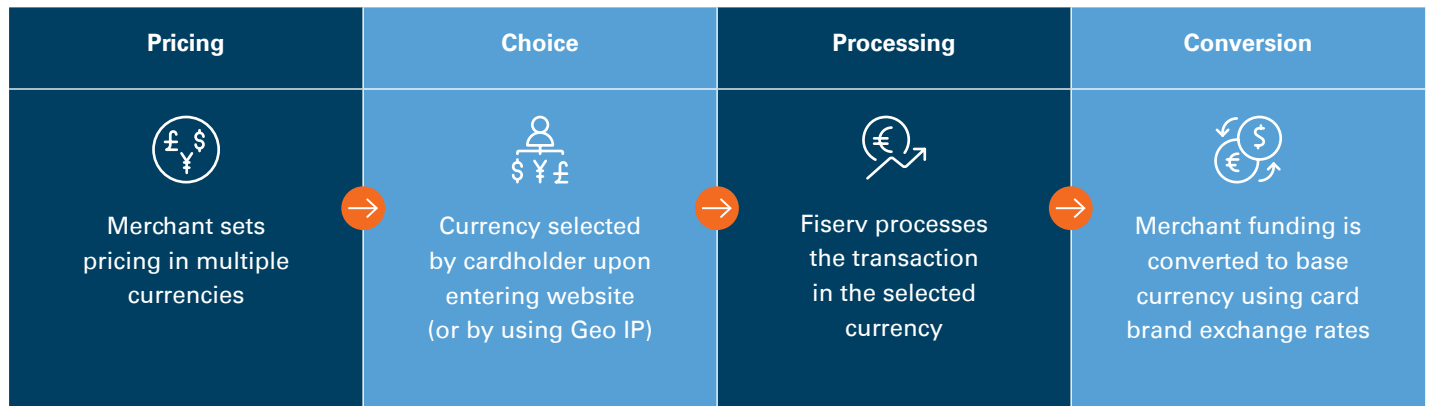 Pricing
Merchant sets
pricing in multiple
currencies
Choice
Currency selected
by cardholder upon
entering website
(or by using Geo IP)
Processing
Fiserv processes
the transaction
in the selected
currency
Conversion
Merchant funding is
converted to base
currency using card
brand exchange rates